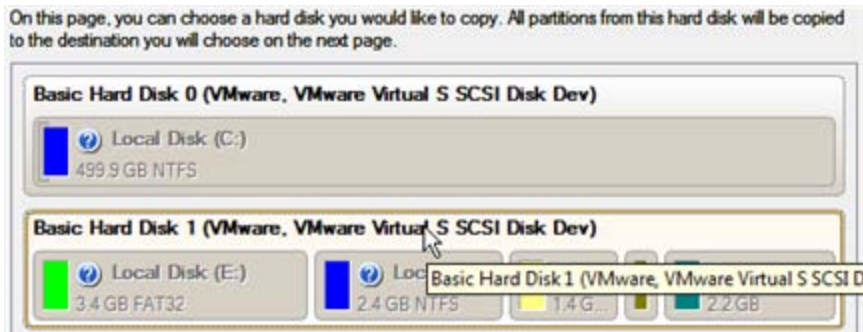 On this page, you can choose a hard disk you would like to copy. All partitions from this hard disk will be copied
to the destination you will choose on the next page.
Basic Hard Disk 0 (VMware, VMware Virtual S SCSI Disk Dev)
Local Disk (C:)
499.9 GB NTFS
Basic Hard Disk 1 (VMware, VMware Virtual S SCSI Disk Dev)
Local Disk (E:)
3.4 GB FAT32
Loc
2.4 GB NTFS
Basic Hard Disk 1 (VMware, VMware Virtual S SCSI D
1.4 G...
2.2 GB